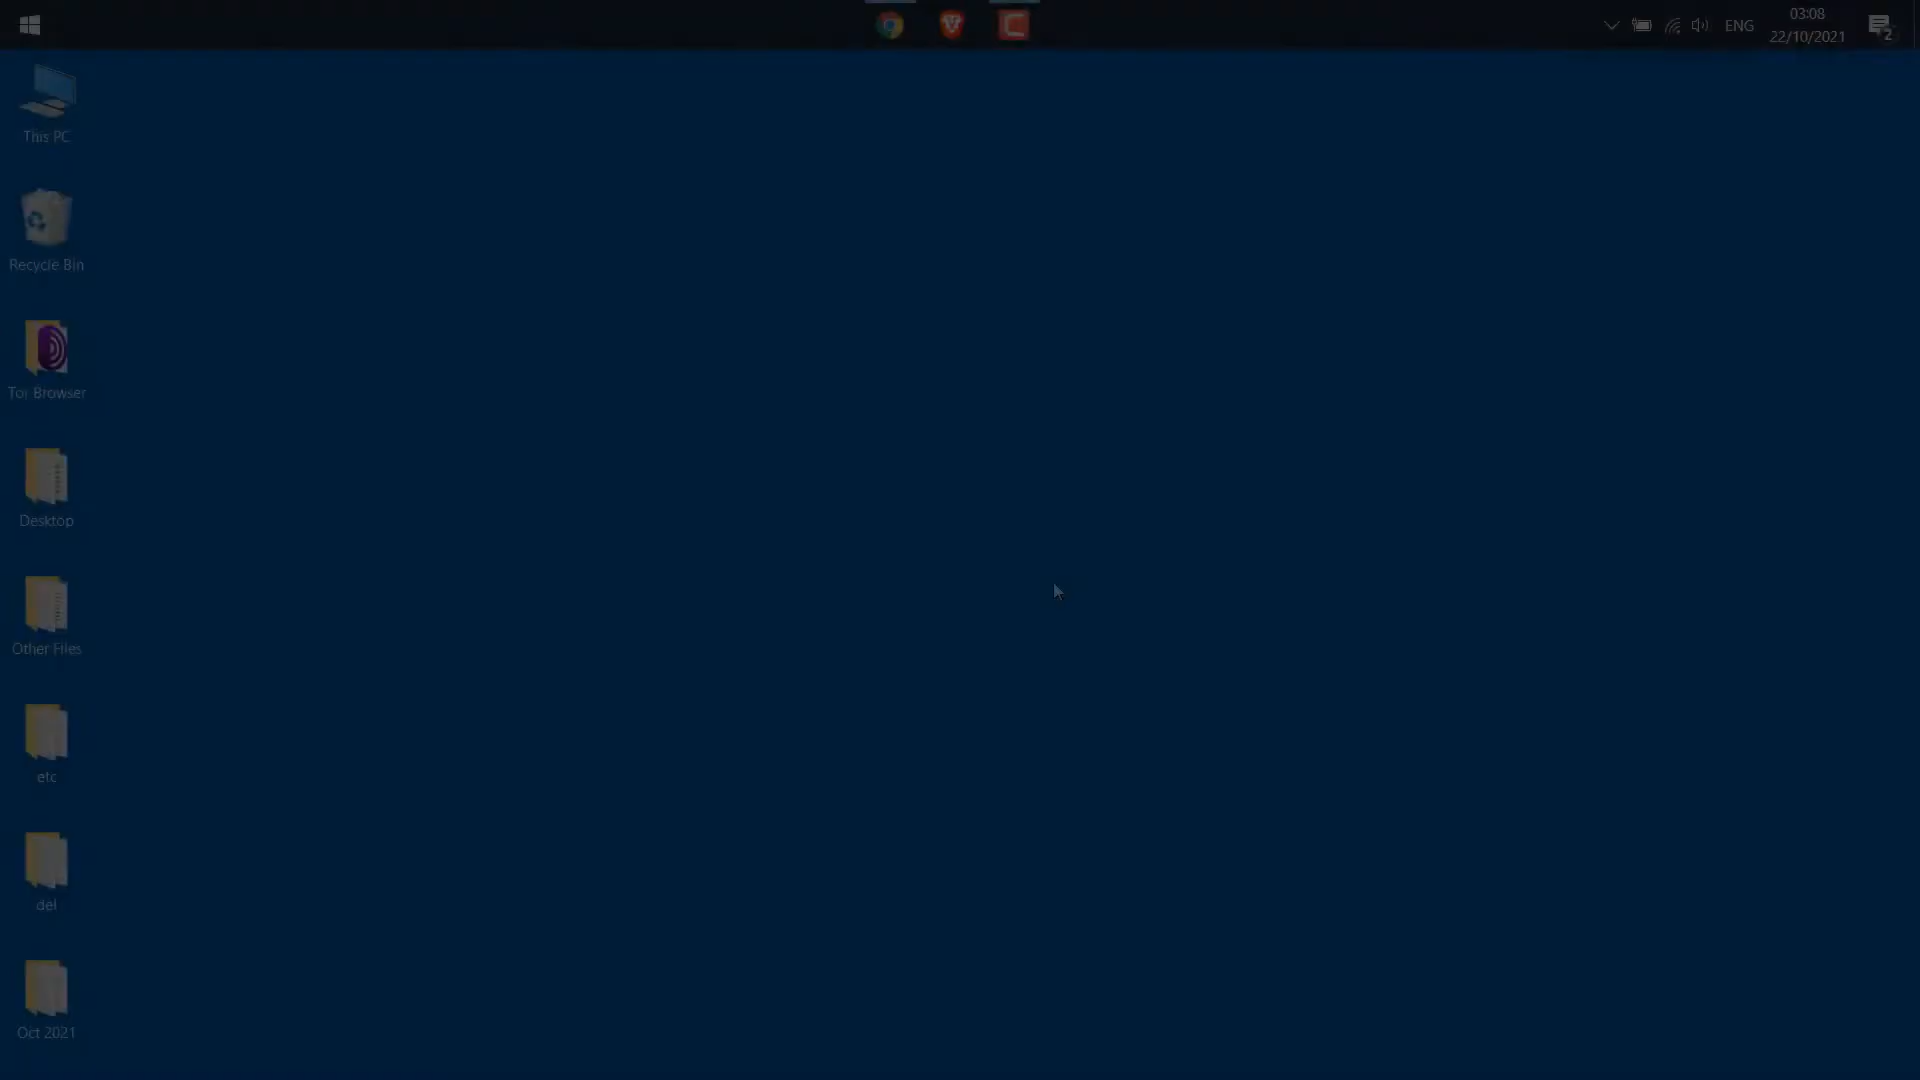 03:08
ENG
22/10/2021
2
This PC
Recycle Bin
Tor Browser
Desktop
Other Files
etc
del
Oct 2021